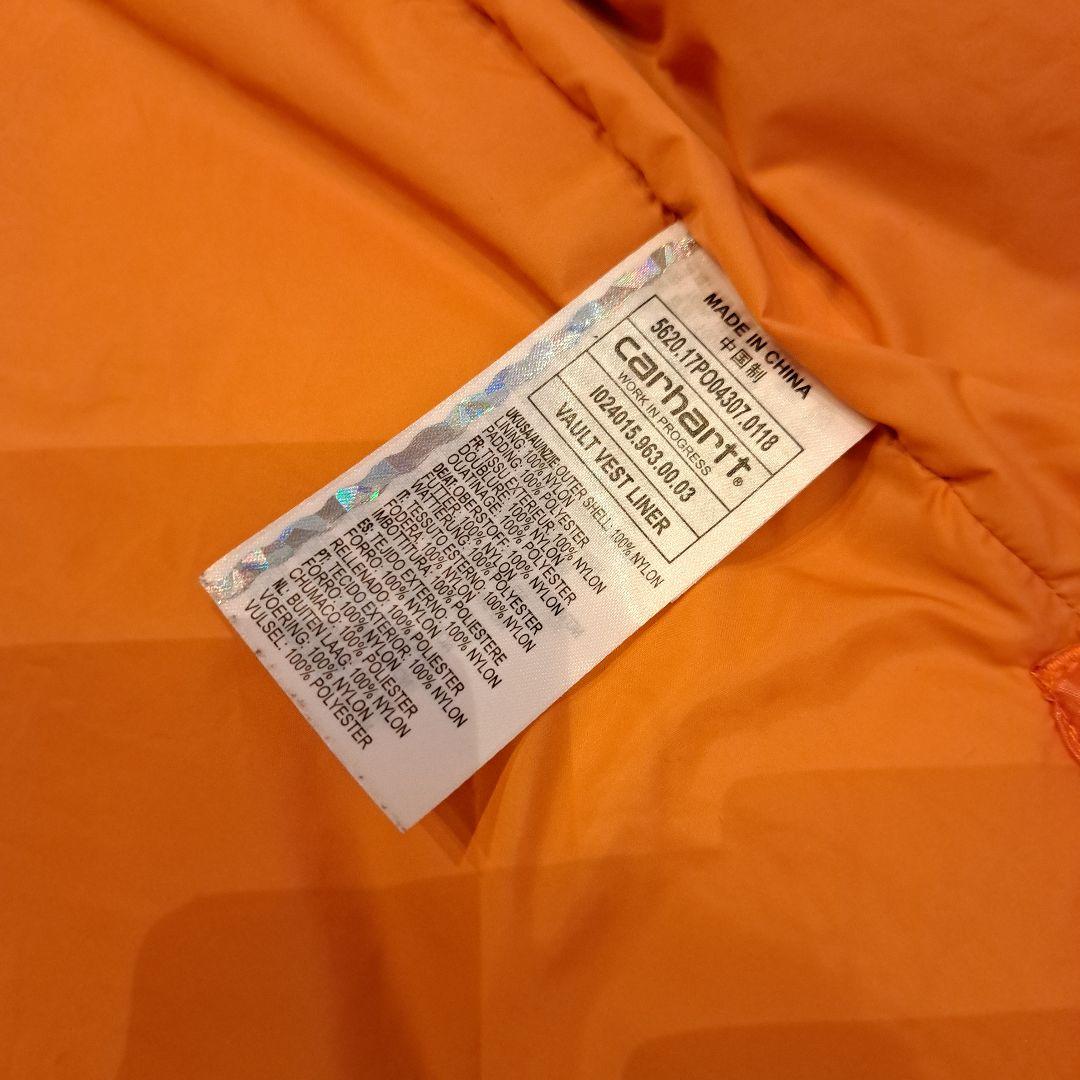 MADE IN CHINA
中国制
5620.17PO04307.0118
carhartt®
WORK IN PROGRESS
I024015.963.00.03
VAULT VEST LINER
UK/USA/AUNZ/IE OUTER SHELL: 100% NYLON
LINING: 100% NYLON
PADDING: 100% POLYESTER
FR: TISSU EXTÉRIEUR: 100% NYLON
DOUBLURE: 100% NYLON
OUATINAGE: 100% POLYESTER
DE/AT: OBERSTOFF: 100% NYLON
FUTTER: 100% NYLON
WATTIERUNG: 100% POLYESTER
IT: TESSUTO ESTERNO, 100% NYLON
FODERA, 100% NYLON
IMBOTTITURA: 100% POLIESTERE
ES: TEJIDO EXTERNO, 100% NYLON
FORRO: 100% NYLON
RELLENADO: 100% POLIESTER
PT: TECIDO EXTERIOR, 100% NYLON
FORRO: 100% NYLON
CHUMAÇO: 100% POLIESTER
NL: BUITEN LAAG: 100% NYLON
VOERING: 100% NYLON
VULSEL: 100% POLYESTER